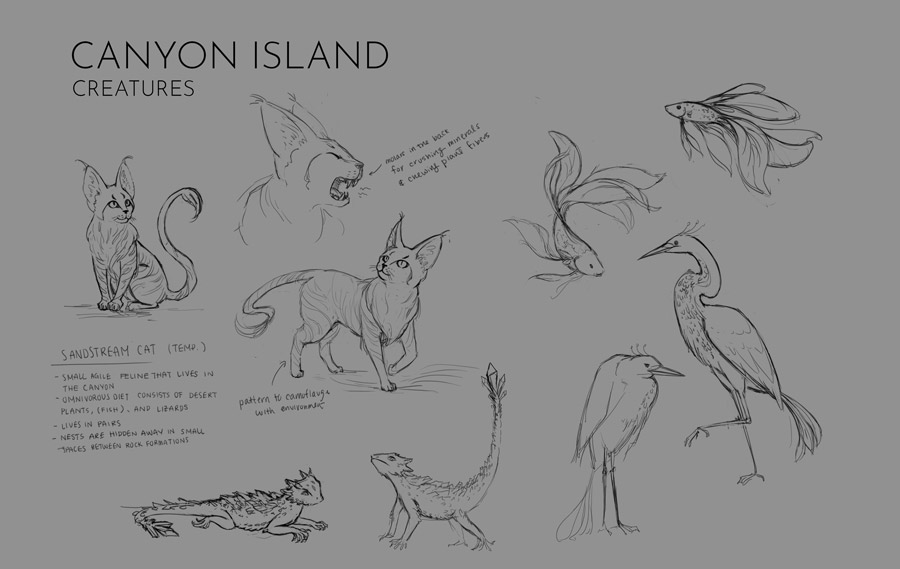 CANYON ISLAND
CREATURES
molars in the back
for crushing minerals
& chewing plant fibers
SANDSTREAM CAT (TEMP.)
- SMALL AGILE FELINE THAT LIVES IN
THE CANYON
- OMNIVOROUS DIET CONSISTS OF DESERT
PLANTS, (FISH), AND LIZARDS
- LIVES IN PAIRS
- NESTS ARE HIDDEN AWAY IN SMALL
SPACES BETWEEN ROCK FORMATIONS
pattern to camoflauge
with environment